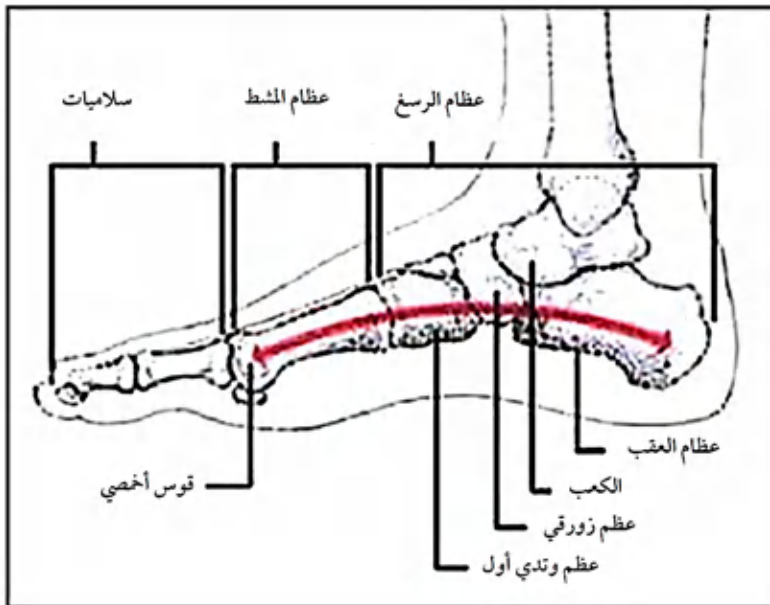 عظام الرسغ
عظام المشط
سلاميات
عظام العقب
قوس أخمصي
الكعب
عظم زورقي
عظم وتدي أول